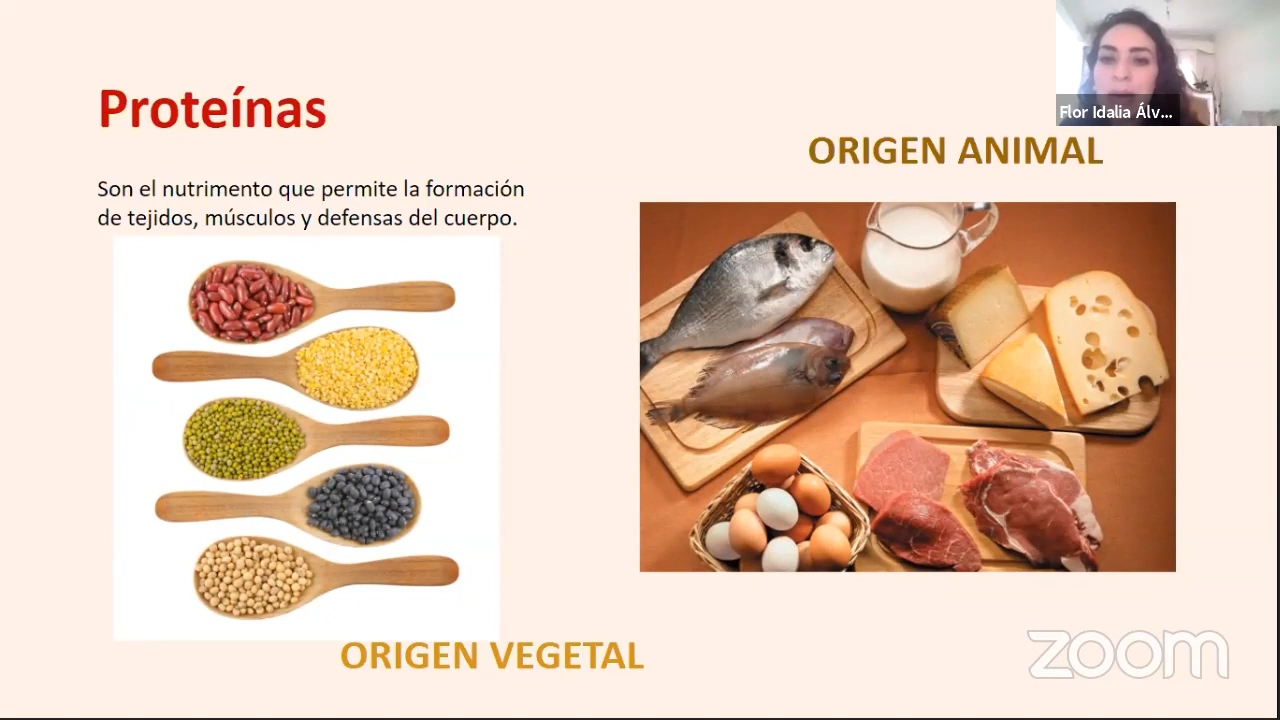 Proteínas
Son el nutrimento que permite la formación
de tejidos, músculos y defensas del cuerpo.
Flor Idalia Álv...
ORIGEN ANIMAL
ORIGEN VEGETAL
zoom